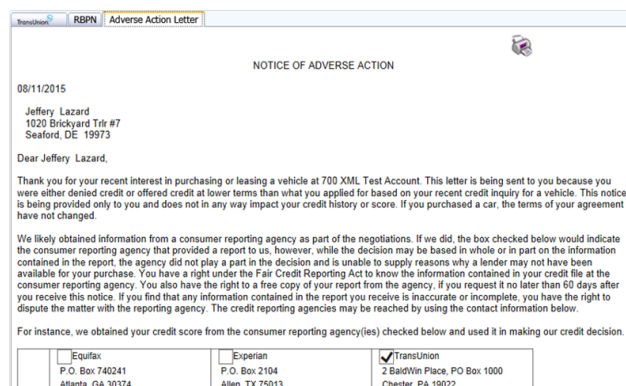 TransUnion RBPN Adverse Action Letter
NOTICE OF ADVERSE ACTION
08/11/2015
Jeffery Lazard
1020 Brickyard Trlr #7
Seaford, DE 19973
Dear Jeffery Lazard,
Thank you for your recent interest in purchasing or leasing a vehicle at 700 XML Test Account. This letter is being sent to you because you
were either denied credit or offered credit at lower terms than what you applied for based on your recent credit inquiry for a vehicle. This notice
is being provided only to you and does not in any way impact your credit history or score. If you purchased a car, the terms of your agreement
have not changed.
We likely obtained information from a consumer reporting agency as part of the negotiations. If we did, the box checked below would indicate
the consumer reporting agency that provided a report to us, however, while the decision may be based in whole or in part on the information
contained in the report, the agency did not play a part in the decision and is unable to supply reasons why a lender may not have been
available for your purchase. You have a right under the Fair Credit Reporting Act to know the information contained in your credit file at the
consumer reporting agency. You also have the right to a free copy of your report from the agency, if you request it no later than 60 days after
you receive this notice. If you find that any information contained in the report you receive is inaccurate or incomplete, you have the right to
dispute the matter with the reporting agency. The credit reporting agencies may be reached by using the contact information below.
For instance, we obtained your credit score from the consumer reporting agency(ies) checked below and used it in making our credit decision.
Equifax Experian TransUnion
P.O. Box 740241 P.O. Box 2104 2 BaldWin Place, PO Box 1000
Atlanta, GA 30374 Allen, TX 75013 Chester, PA 19022